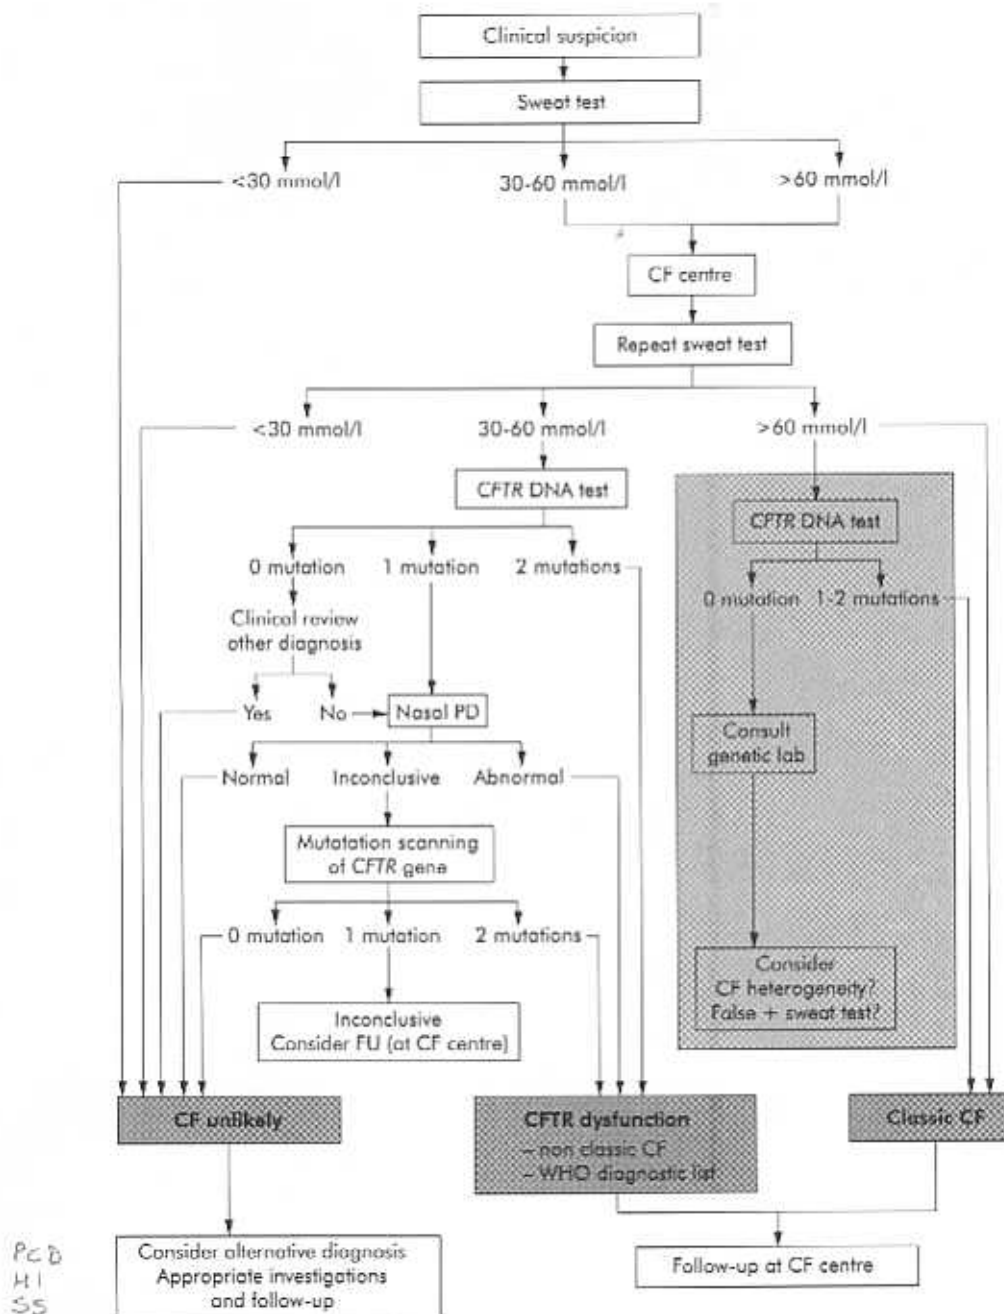 Clinical suspicion
Sweat test
<30 mmol/l
30-60 mmol/l
>60 mmol/l
CF centre
Repeat sweat test
<30 mmol/l
30-60 mmol/l
>60 mmol/l
CFTR DNA test
CFTR DNA test
0 mutation
1 mutation
2 mutations
0 mutation
1-2 mutations
Clinical review
other diagnosis
Yes
No
Nasal PD
Consult
genetic lab
Normal
Inconclusive
Abnormal
Mutatation scanning
of CFTR gene
0 mutation
1 mutation
2 mutations
Consider
CF heterogeneity?
False + sweat test?
Inconclusive
Consider FU (at CF centre)
CF unlikely
CFTR dysfunction
– non classic CF
– WHO diagnostic list
Classic CF
Consider alternative diagnosis
Appropriate investigations
and follow-up
Follow-up at CF centre
PCD
HI
SS